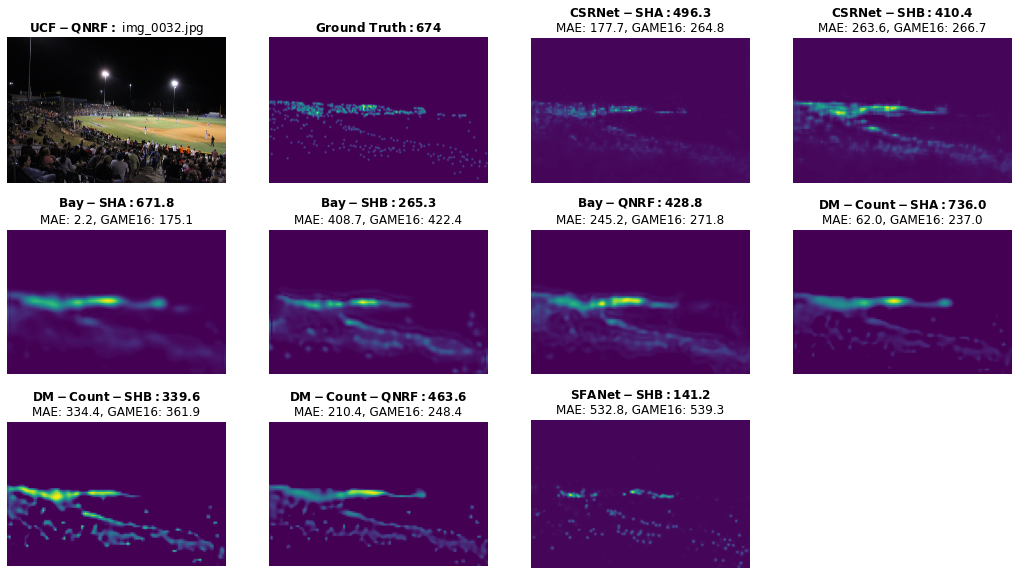 UCF − QNRF : img_0032.jpg
Ground Truth : 674
CSRNet − SHA : 496.3
MAE: 177.7, GAME16: 264.8
CSRNet − SHB : 410.4
MAE: 263.6, GAME16: 266.7
Bay − SHA : 671.8
MAE: 2.2, GAME16: 175.1
Bay − SHB : 265.3
MAE: 408.7, GAME16: 422.4
Bay − QNRF : 428.8
MAE: 245.2, GAME16: 271.8
DM − Count − SHA : 736.0
MAE: 62.0, GAME16: 237.0
DM − Count − SHB : 339.6
MAE: 334.4, GAME16: 361.9
DM − Count − QNRF : 463.6
MAE: 210.4, GAME16: 248.4
SFANet − SHB : 141.2
MAE: 532.8, GAME16: 539.3